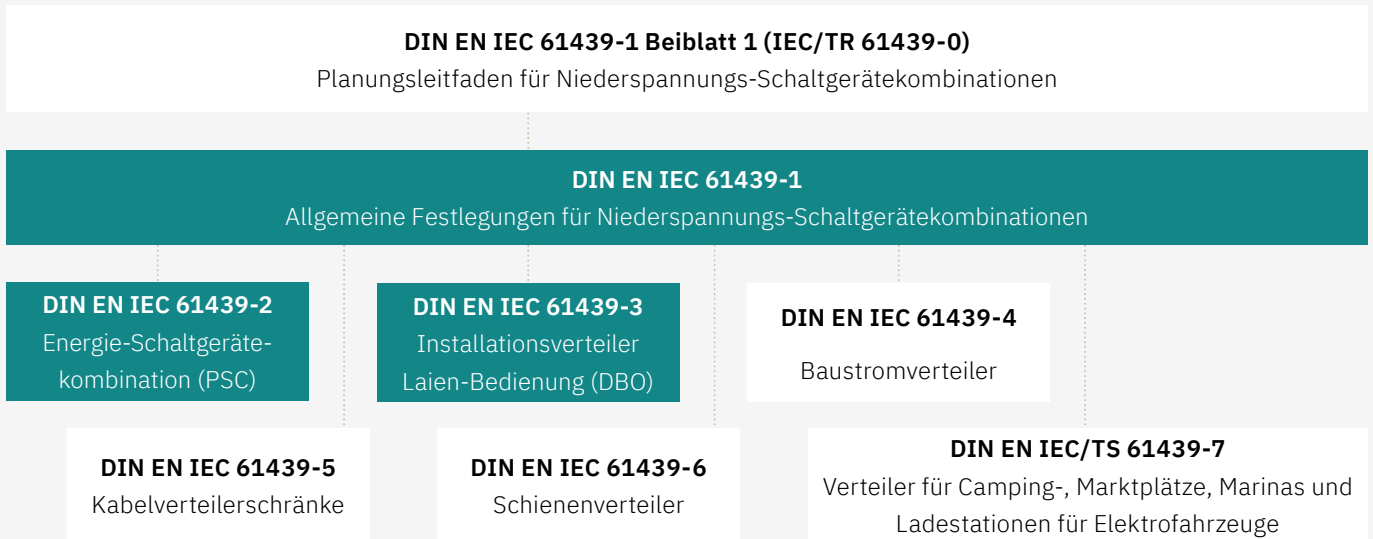 DIN EN IEC 61439-1 Beiblatt 1 (IEC/TR 61439-0)
Planungsleitfaden für Niederspannungs-Schaltgerätekombinationen
DIN EN IEC 61439-1
Allgemeine Festlegungen für Niederspannungs-Schaltgerätekombinationen
DIN EN IEC 61439-2
Energie-Schaltgeräte-
kombination (PSC)
DIN EN IEC 61439-3
Installationsverteiler
Laien-Bedienung (DBO)
DIN EN IEC 61439-4
Baustromverteiler
DIN EN IEC 61439-5
Kabelverteilerschränke
DIN EN IEC 61439-6
Schienenverteiler
DIN EN IEC/TS 61439-7
Verteiler für Camping-, Marktplätze, Marinas und
Ladestationen für Elektrofahrzeuge